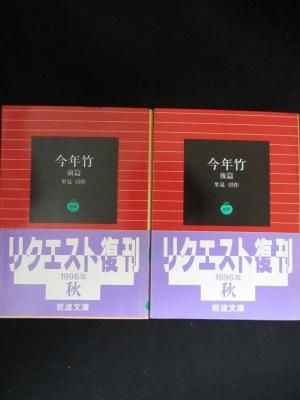 今年竹
前篇
里見弴作
リクエスト復刊
1996年
秋
岩波文庫
今年竹
後篇
里見弴作
リクエスト復刊
1996年
秋
岩波文庫